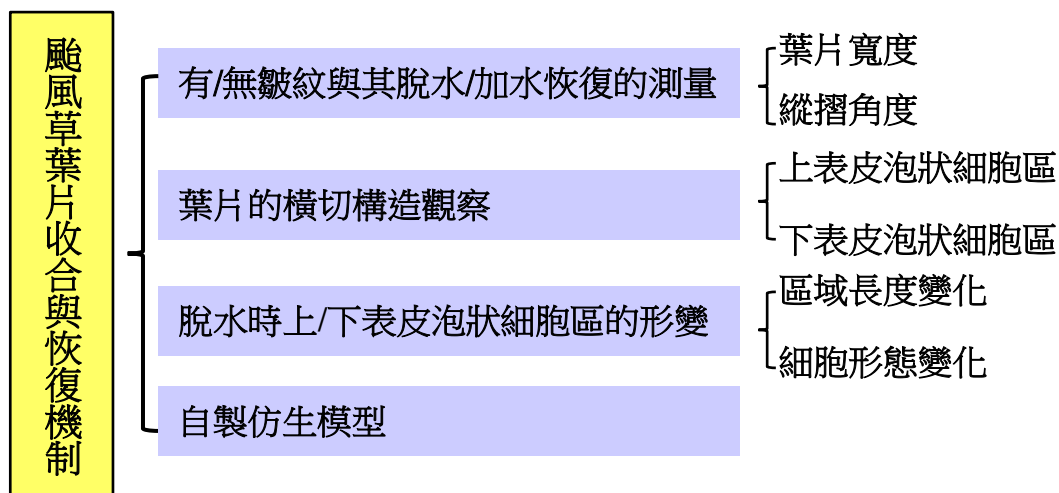 颱風草葉片收合與恢復機制
有/無皺紋與其脫水/加水恢復的測量
葉片寬度
縱摺角度
葉片的橫切構造觀察
上表皮泡狀細胞區
下表皮泡狀細胞區
脫水時上/下表皮泡狀細胞區的形變
區域長度變化
細胞形態變化
自製仿生模型